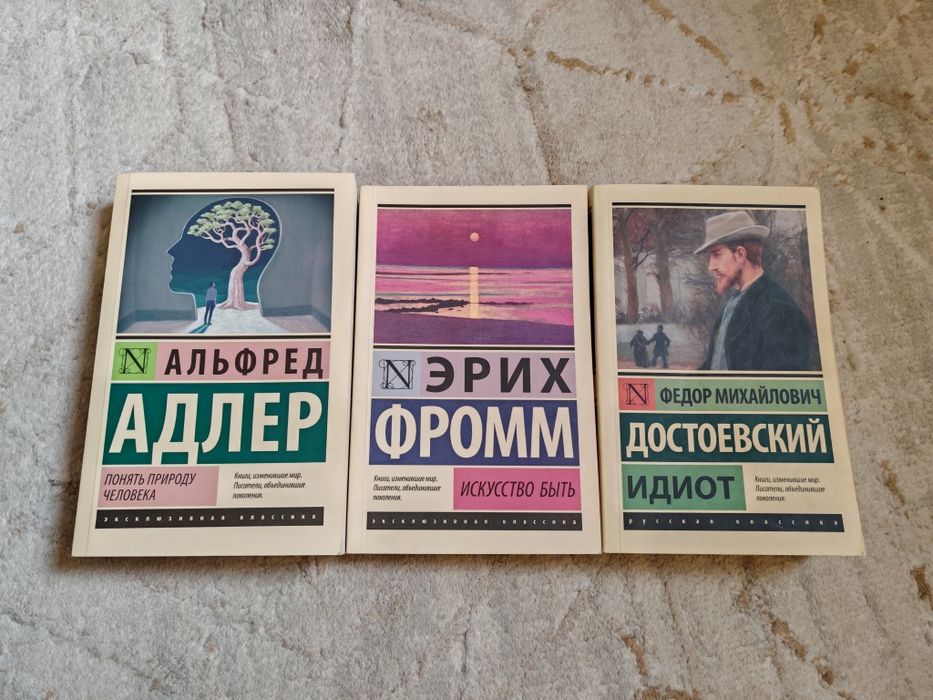 N АЛЬФРЕД
АДЛЕР
ПОНЯТЬ ПРИРОДУ
ЧЕЛОВЕКА
Книги, изменившие мир.
Писатели, объединившие
поколения.
эксклюзивная классика
N ЭРИХ
ФРОММ
Книги, изменившие мир.
Писатели, объединившие
поколения.
ИСКУССТВО БЫТЬ
эксклюзивная классика
N ФЕДОР МИХАЙЛОВИЧ
ДОСТОЕВСКИЙ
ИДИОТ
Книги, изменившие мир.
Писатели, объединившие
поколения.
русская классика